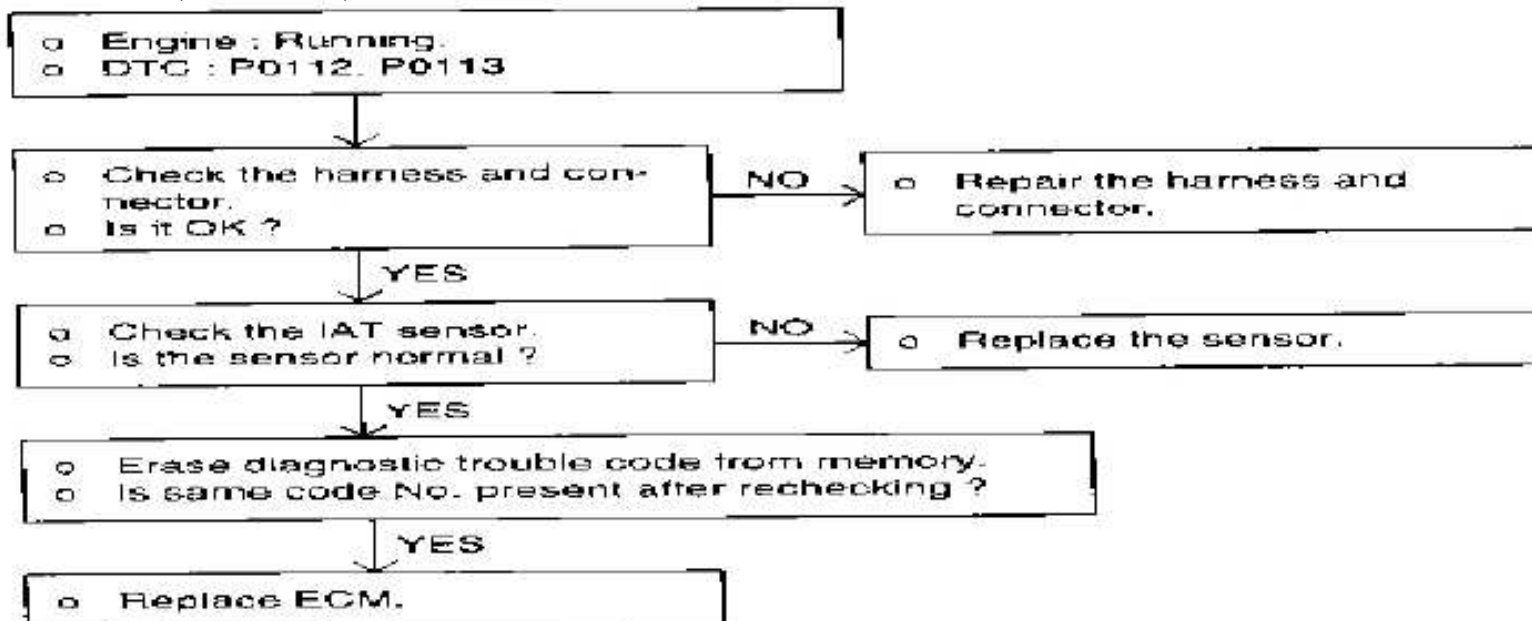 o Engine : Running.
o DTC : P0112. P0113
o Check the harness and con-
nector.
o Is it OK ?
NO
o Repair the harness and
connector.
YES
o Check the IAT sensor.
o Is the sensor normal ?
NO
o Replace the sensor.
YES
o Erase diagnostic trouble code from memory.
o Is same code No. present after rechecking ?
YES
o Replace ECM.